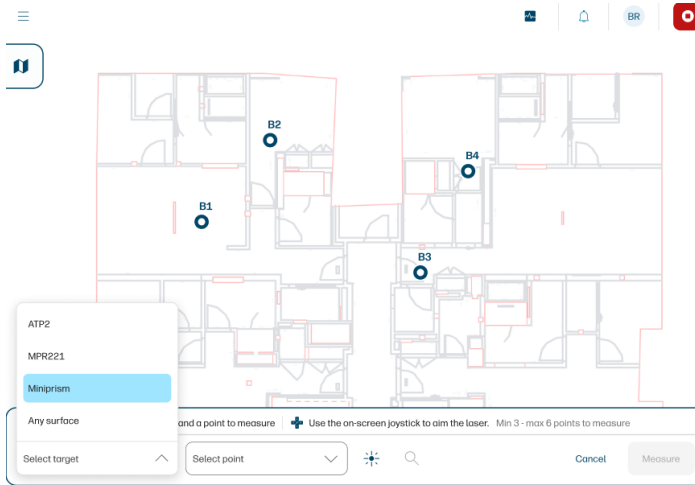 BR
B2
B4
B1
B3
ATP2
MPR221
Miniprism
Any surface
and a point to measure Use the on-screen joystick to aim the laser. Min 3 - max 6 points to measure
Select target Select point Cancel Measure